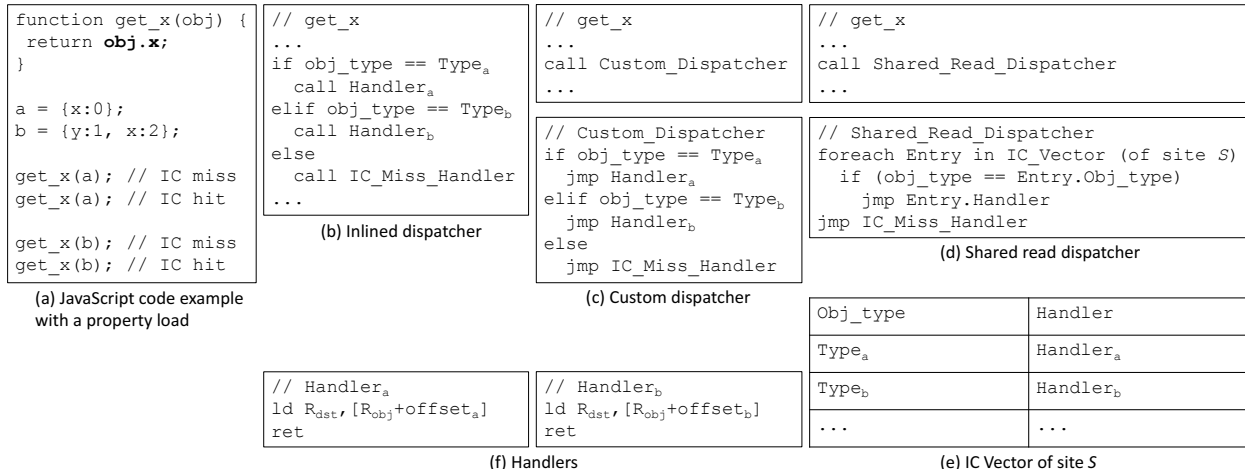 function get_x(obj) {
return obj.x;
}
a = {x:0};
b = {y:1, x:2};
get_x(a); // IC miss
get_x(a); // IC hit
get_x(b); // IC miss
get_x(b); // IC hit
(a) JavaScript code example
with a property load
// get_x
...
if obj_type == Typea
call Handlera
elif obj_type == Typeb
call Handlerb
else
call IC_Miss_Handler
...
(b) Inlined dispatcher
// get_x
...
call Custom_Dispatcher
...
// Custom_Dispatcher
if obj_type == Typea
jmp Handlera
elif obj_type == Typeb
jmp Handlerb
else
jmp IC_Miss_Handler
(c) Custom dispatcher
// get_x
...
call Shared_Read_Dispatcher
...
// Shared_Read_Dispatcher
foreach Entry in IC_Vector (of site S)
if (obj_type == Entry.Obj_type)
jmp Entry.Handler
jmp IC_Miss_Handler
(d) Shared read dispatcher
Obj_type Handler
Typea Handlera
Typeb Handlerb
... ...
(e) IC Vector of site S
// Handlera
ld Rdst,[Robj+offseta]
ret
// Handlerb
ld Rdst,[Robj+offsetb]
ret
(f) Handlers